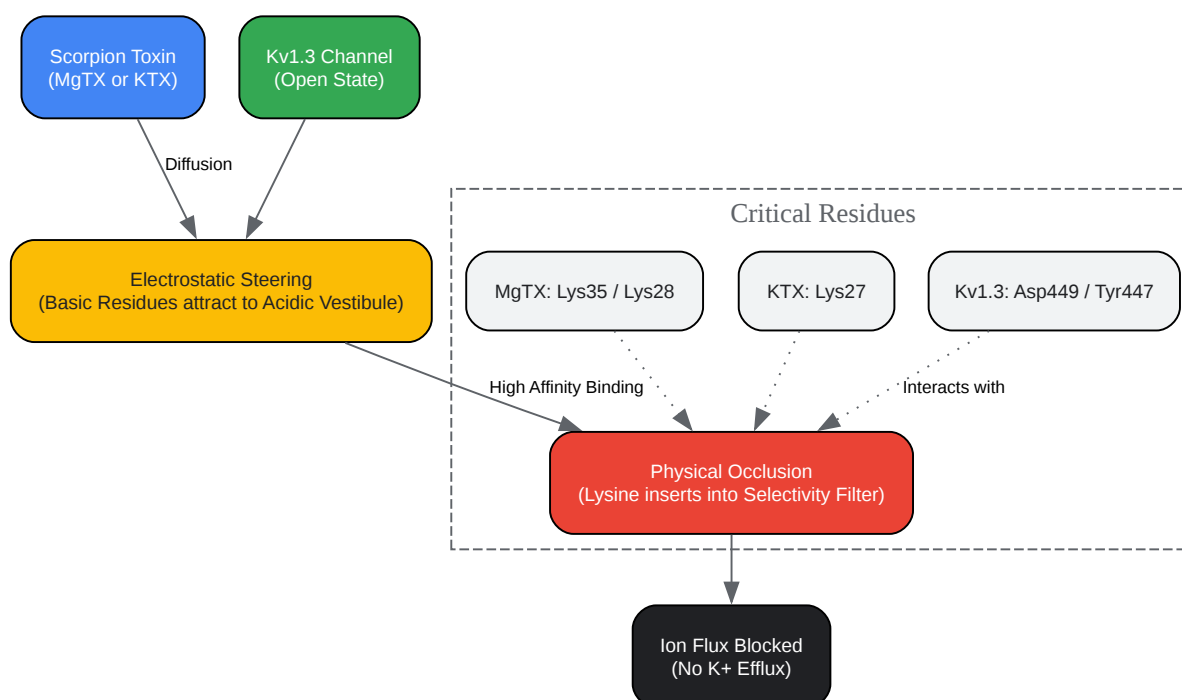 Scorpion Toxin
(MgTX or KTX)
Kv1.3 Channel
(Open State)
Diffusion
Electrostatic Steering
(Basic Residues attract to Acidic Vestibule)
Critical Residues
MgTX: Lys35 / Lys28
KTX: Lys27
Kv1.3: Asp449 / Tyr447
High Affinity Binding
Interacts with
Physical Occlusion
(Lysine inserts into Selectivity Filter)
Ion Flux Blocked
(No K+ Efflux)